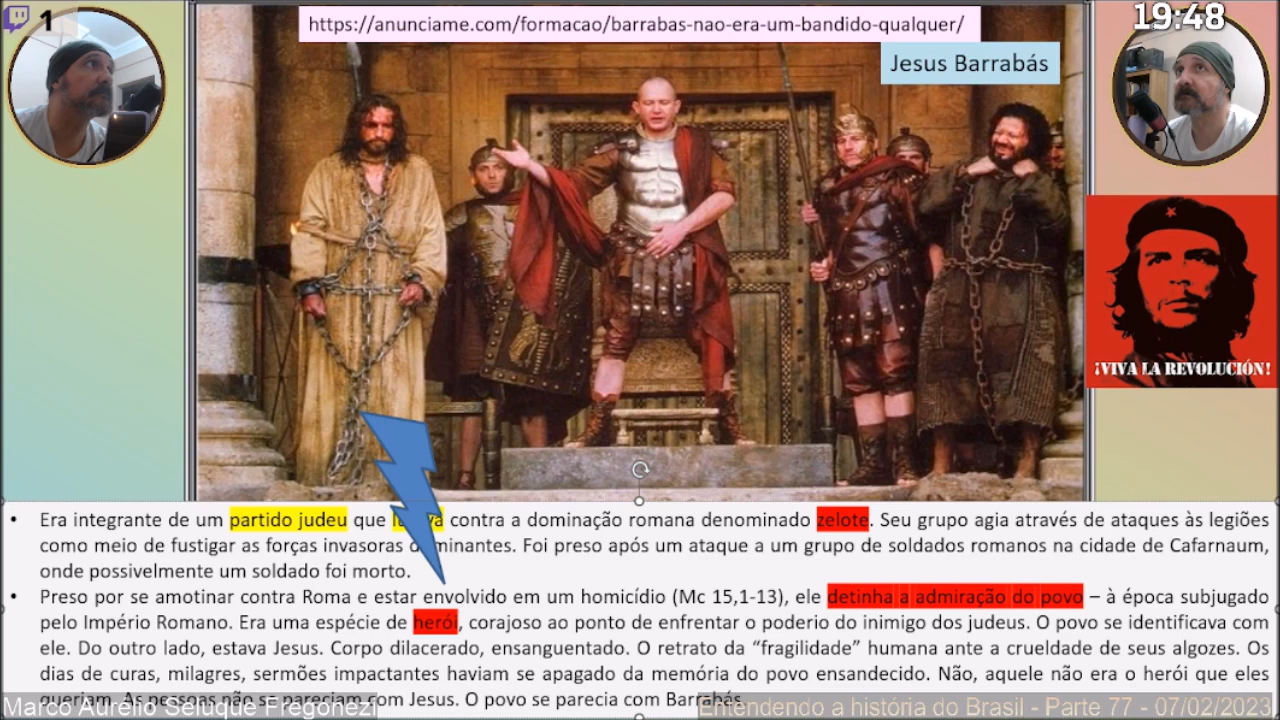 1
https://anunciame.com/formacao/barrabas-nao-era-um-bandido-qualquer/
19:48
Jesus Barrabás
¡VIVA LA REVOLUCIÓN!
• Era integrante de um partido judeu que contra a dominação romana denominado zelote. Seu grupo agia através de ataques às legiões
como meio de fustigar as forças invasoras dominantes. Foi preso após um ataque a um grupo de soldados romanos na cidade de Cafarnaum,
onde possivelmente um soldado foi morto.
• Preso por se amotinar contra Roma e estar envolvido em um homicídio (Mc 15,1-13), ele detinha a admiração do povo – à época subjugado
pelo Império Romano. Era uma espécie de herói, corajoso ao ponto de enfrentar o poderio do inimigo dos judeus. O povo se identificava com
ele. Do outro lado, estava Jesus. Corpo dilacerado, ensanguentado. O retrato da “fragilidade” humana ante a crueldade de seus algozes. Os
dias de curas, milagres, sermões impactantes haviam se apagado da memória do povo ensandecido. Não, aquele não era o herói que eles
queriam. As pessoas não se pareciam com Jesus. O povo se parecia com Barrabás.
Marco Aurélio Seluque Fregonezi
Entendendo a história do Brasil - Parte 77 - 07/02/2023